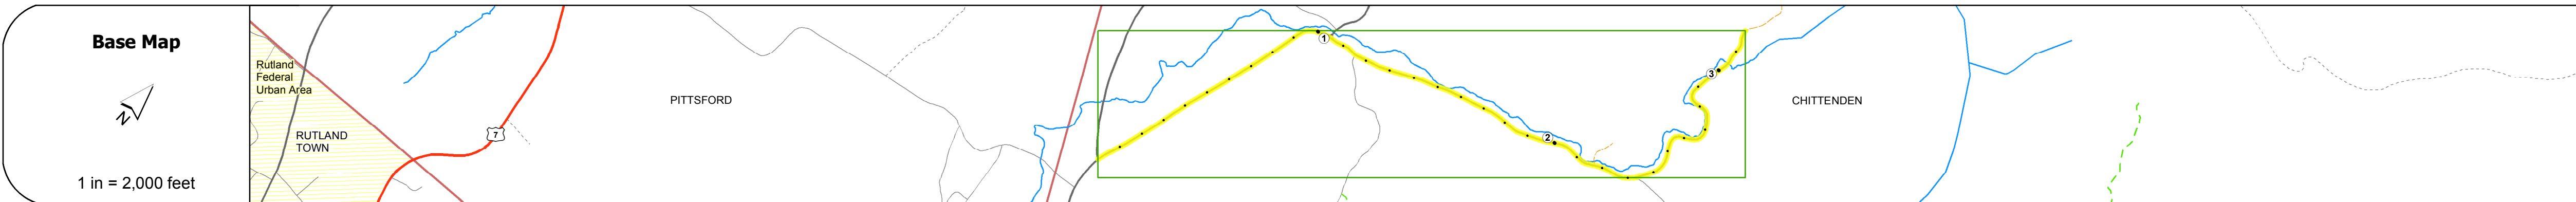 Base Map
N
1 in = 2,000 feet
Rutland
Federal
Urban Area
RUTLAND
TOWN
7
PITTSFORD
1
2
3
CHITTENDEN